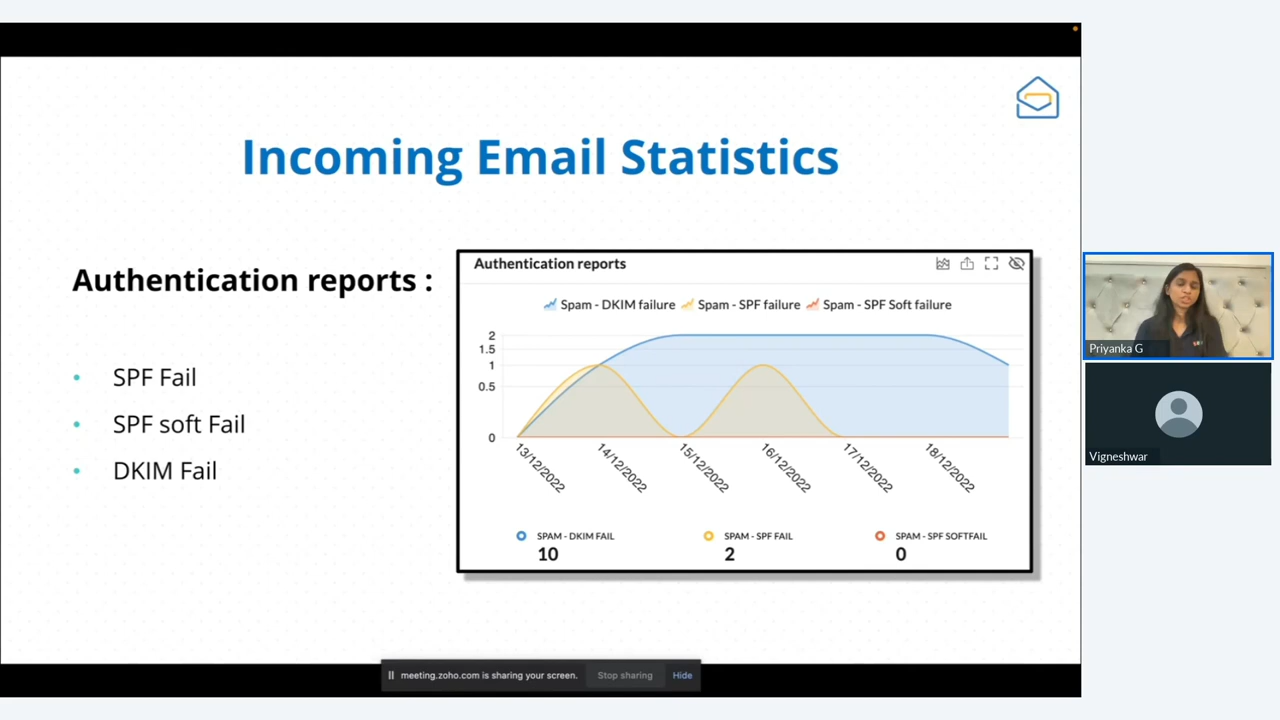 Incoming Email Statistics
Authentication reports :
SPF Fail
SPF soft Fail
DKIM Fail
Authentication reports
Spam - DKIM failure Spam - SPF failure Spam - SPF Soft failure
2
1.5
1
0.5
0
13/12/2022 14/12/2022 15/12/2022 16/12/2022 17/12/2022 18/12/2022
SPAM - DKIM FAIL SPAM - SPF FAIL SPAM - SPF SOFTFAIL
10 2 0
Priyanka G
Vigneshwar
meeting.zoho.com is sharing your screen. Stop sharing Hide